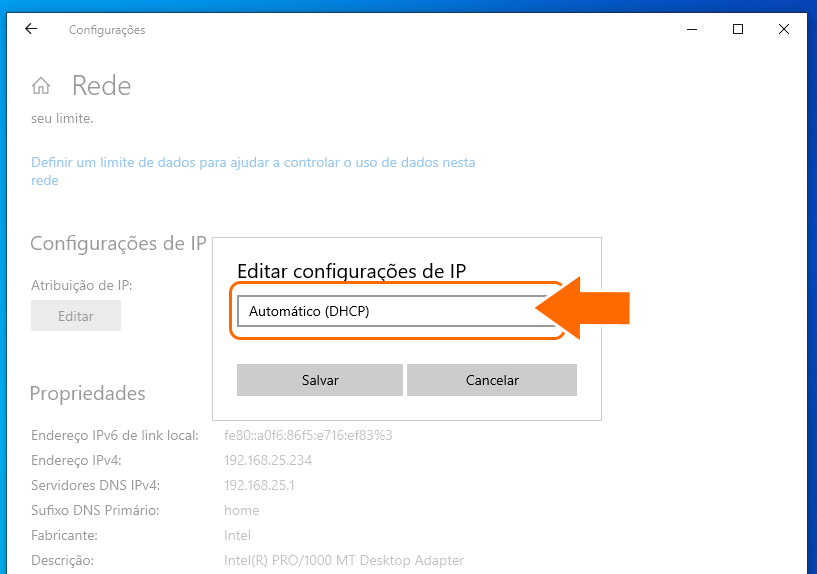 Configurações
Rede
seu limite.
Definir um limite de dados para ajudar a controlar o uso de dados nesta
rede
Configurações de IP
Atribuição de IP:
Editar
Editar configurações de IP
Automático (DHCP)
Salvar Cancelar
Propriedades
Endereço IPv6 de link local: fe80::a0f6:86f5:e716:ef83%3
Endereço IPv4: 192.168.25.234
Servidores DNS IPv4: 192.168.25.1
Sufixo DNS Primário: home
Fabricante: Intel
Descrição: Intel(R) PRO/1000 MT Desktop Adapter